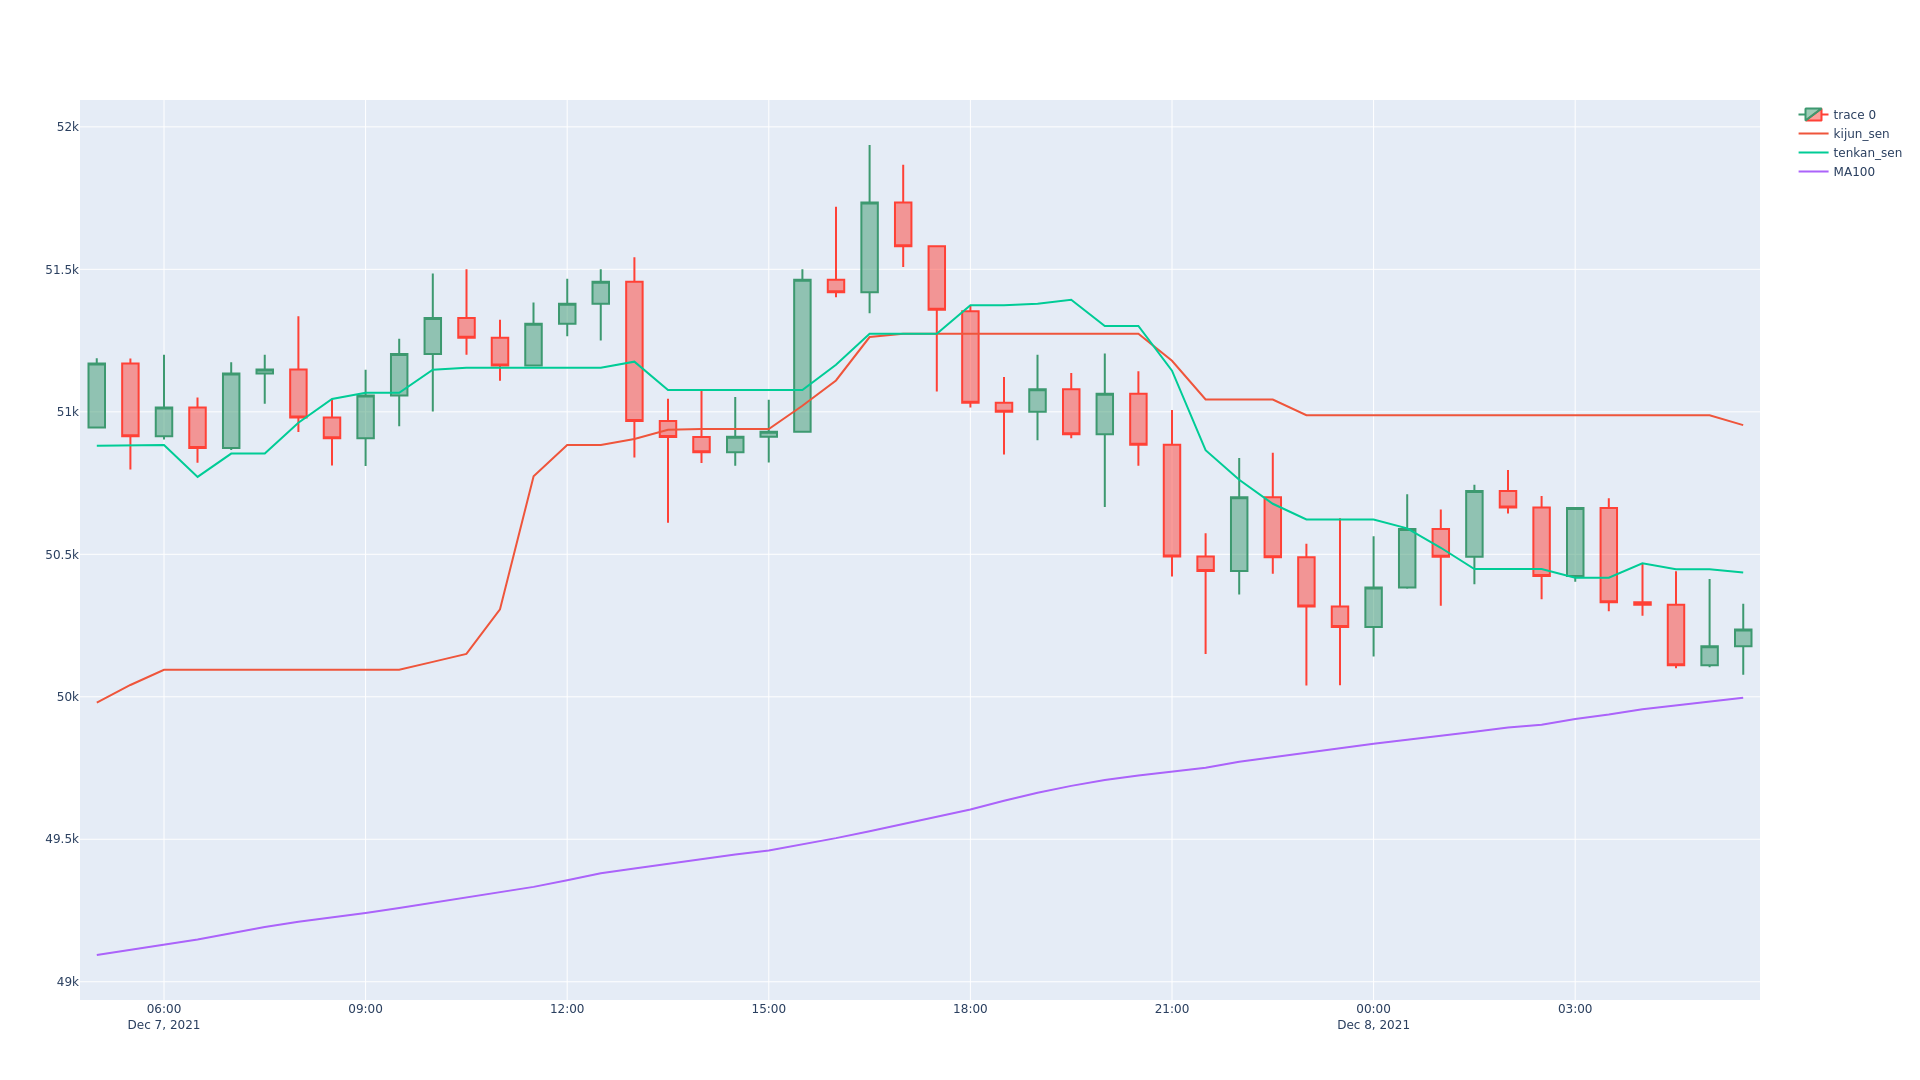 52k
51.5k
51k
50.5k
50k
49.5k
49k
06:00
Dec 7, 2021
09:00
12:00
15:00
18:00
21:00
00:00
Dec 8, 2021
03:00
trace 0
kijun_sen
tenkan_sen
MA100